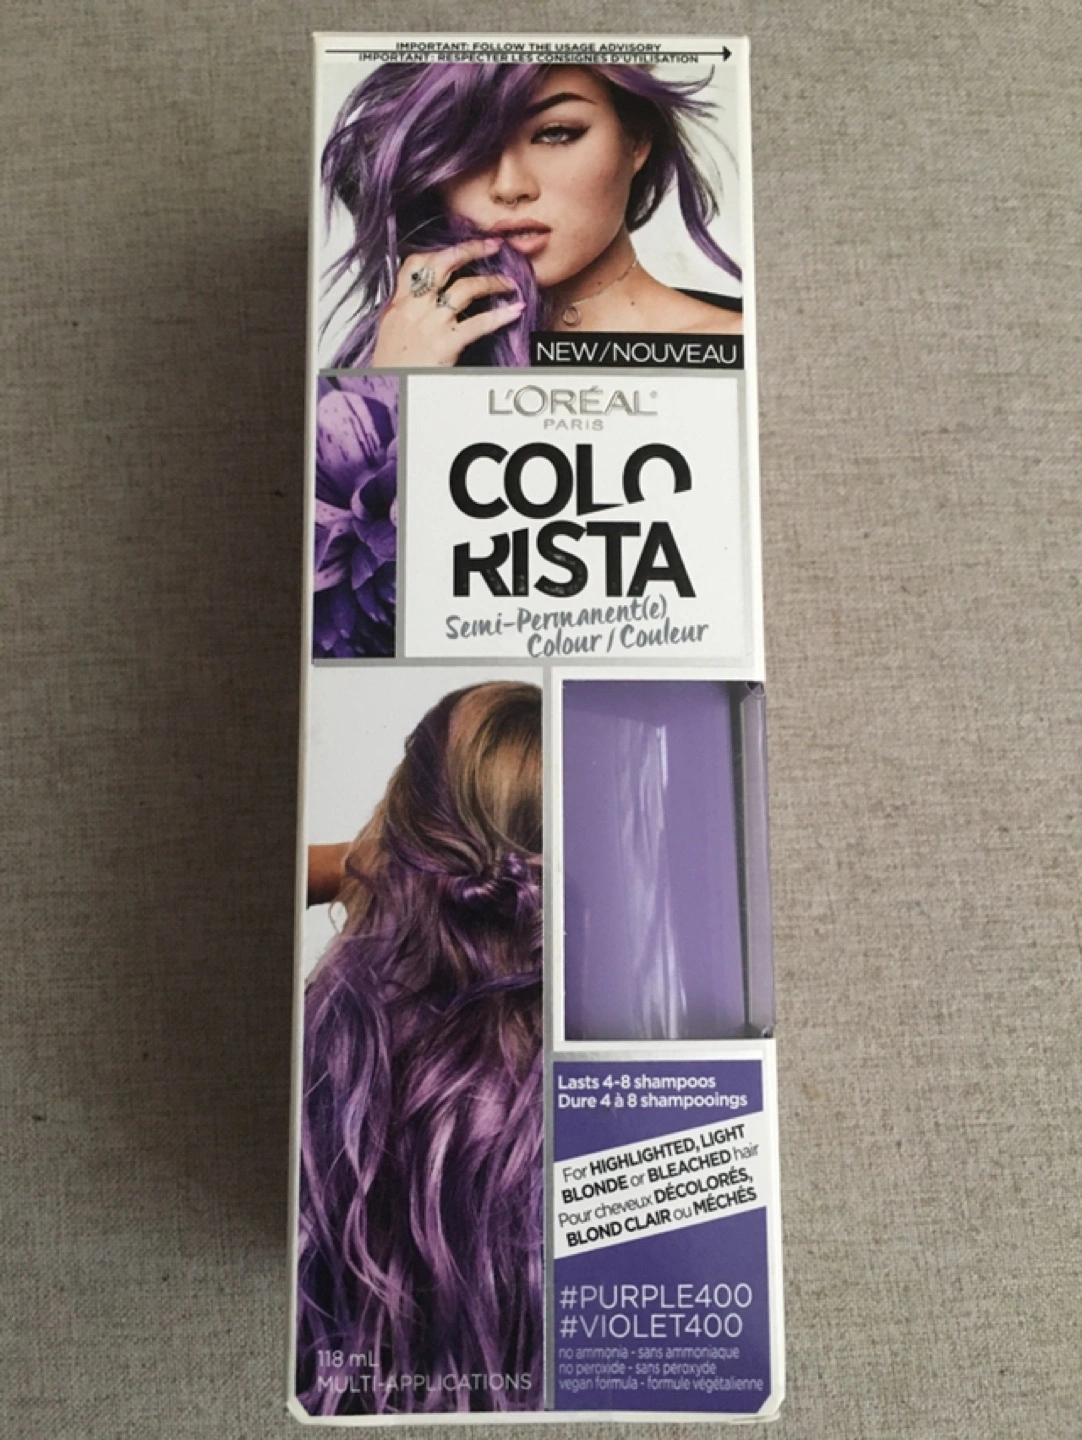 IMPORTANT: FOLLOW THE USAGE ADVISORY
IMPORTANT: RESPECTER LES CONSIGNES D'UTILISATION
NEW/NOUVEAU
L'ORÉAL®
PARIS
COLO
RISTA
Semi-Permanent(e)
Colour / Couleur
Lasts 4-8 shampoos
Dure 4 à 8 shampooings
For HIGHLIGHTED, LIGHT
BLONDE or BLEACHED hair
Pour cheveux DÉCOLORÉS,
BLOND CLAIR ou MÉCHÉS
#PURPLE400
#VIOLET400
no ammonia - sans ammoniaque
no peroxide - sans peroxyde
vegan formula - formule végétalienne
118 mL
MULTI-APPLICATIONS